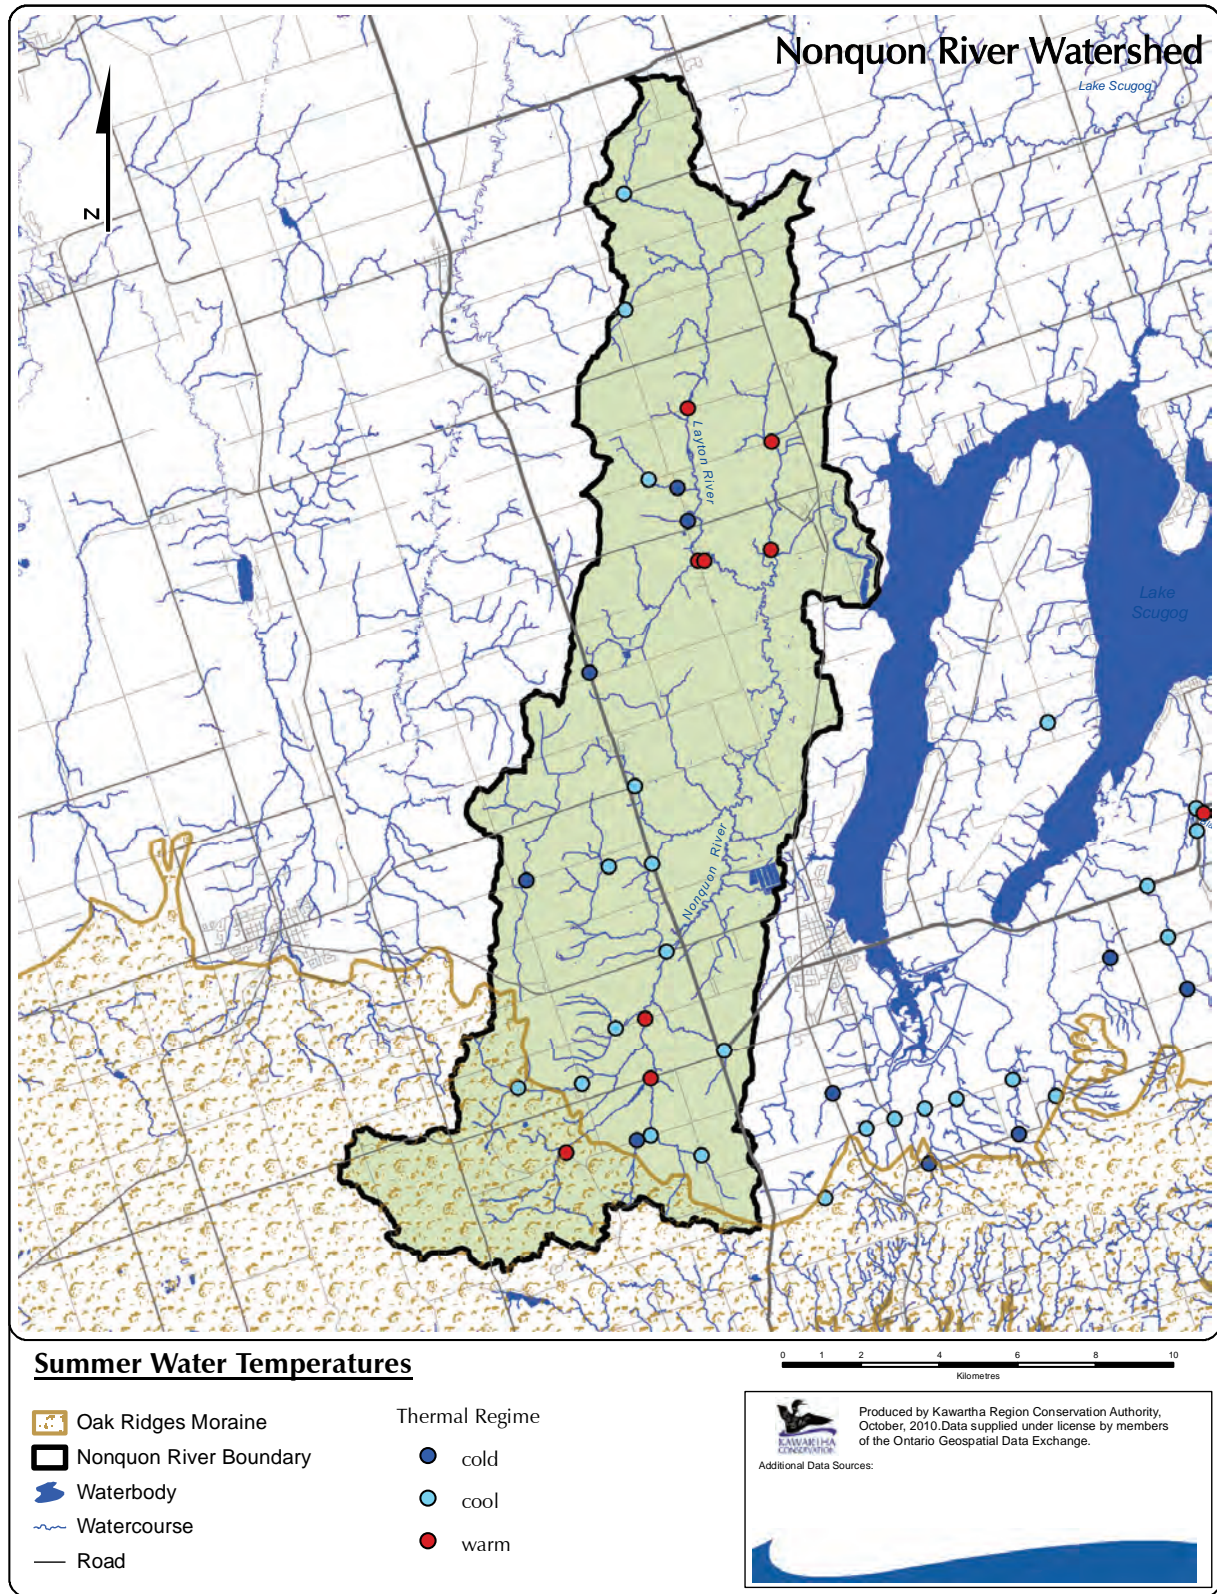 Nonquon River Watershed
Lake Scugog
N
Layton River
Lake
Scugog
Nonquon River
Summer Water Temperatures
Oak Ridges Moraine
Nonquon River Boundary
Waterbody
Watercourse
Road
Thermal Regime
cold
cool
warm
0 1 2 4 6 8 10
Kilometres
KAWARTHA
CONSERVATION
Produced by Kawartha Region Conservation Authority,
October, 2010.Data supplied under license by members
of the Ontario Geospatial Data Exchange.
Additional Data Sources: